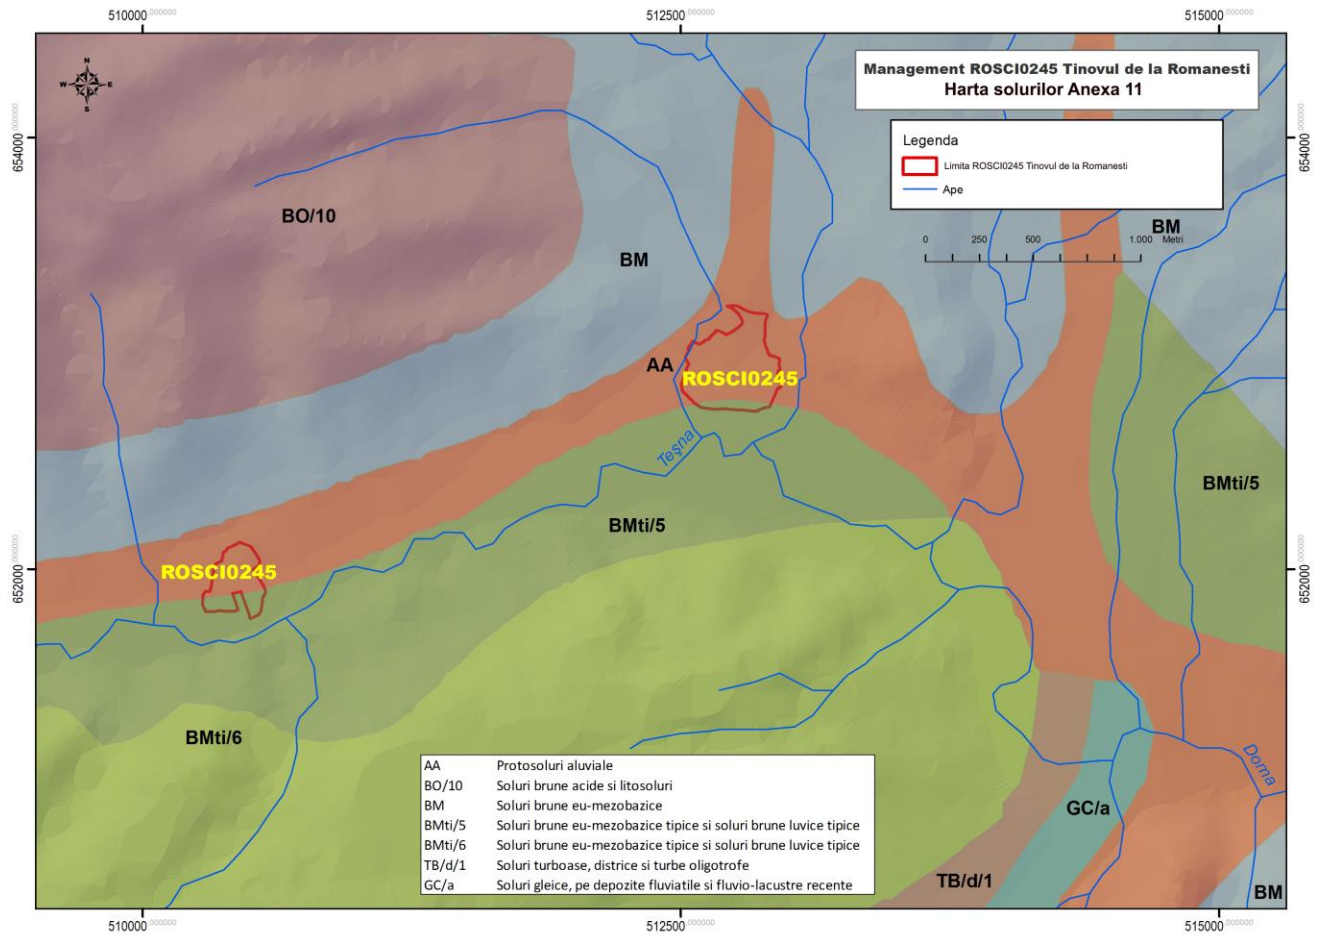 510000,000000
512500,000000
515000,000000
Management ROSCI0245 Tinovul de la Romanesti
Harta solurilor Anexa 11
N
W E
S
Legenda
Limita ROSCI0245 Tinovul de la Romanesti
Ape
654000,000000
654000,000000
BO/10
BM
BM
0 250 500 1.000 Metri
AA
ROSCI0245
Teşna
BMti/5
BMti/5
ROSCI0245
652000,000000
652000,000000
BMti/6
Dorna
AA Protosoluri aluviale
BO/10 Soluri brune acide si litosoluri
BM Soluri brune eu-mezobazice
BMti/5 Soluri brune eu-mezobazice tipice si soluri brune luvice tipice
BMti/6 Soluri brune eu-mezobazice tipice si soluri brune luvice tipice
TB/d/1 Soluri turboase, districe si turbe oligotrofe
GC/a Soluri gleice, pe depozite fluviatile si fluvio-lacustre recente
GC/a
TB/d/1
BM
510000,000000
512500,000000
515000,000000